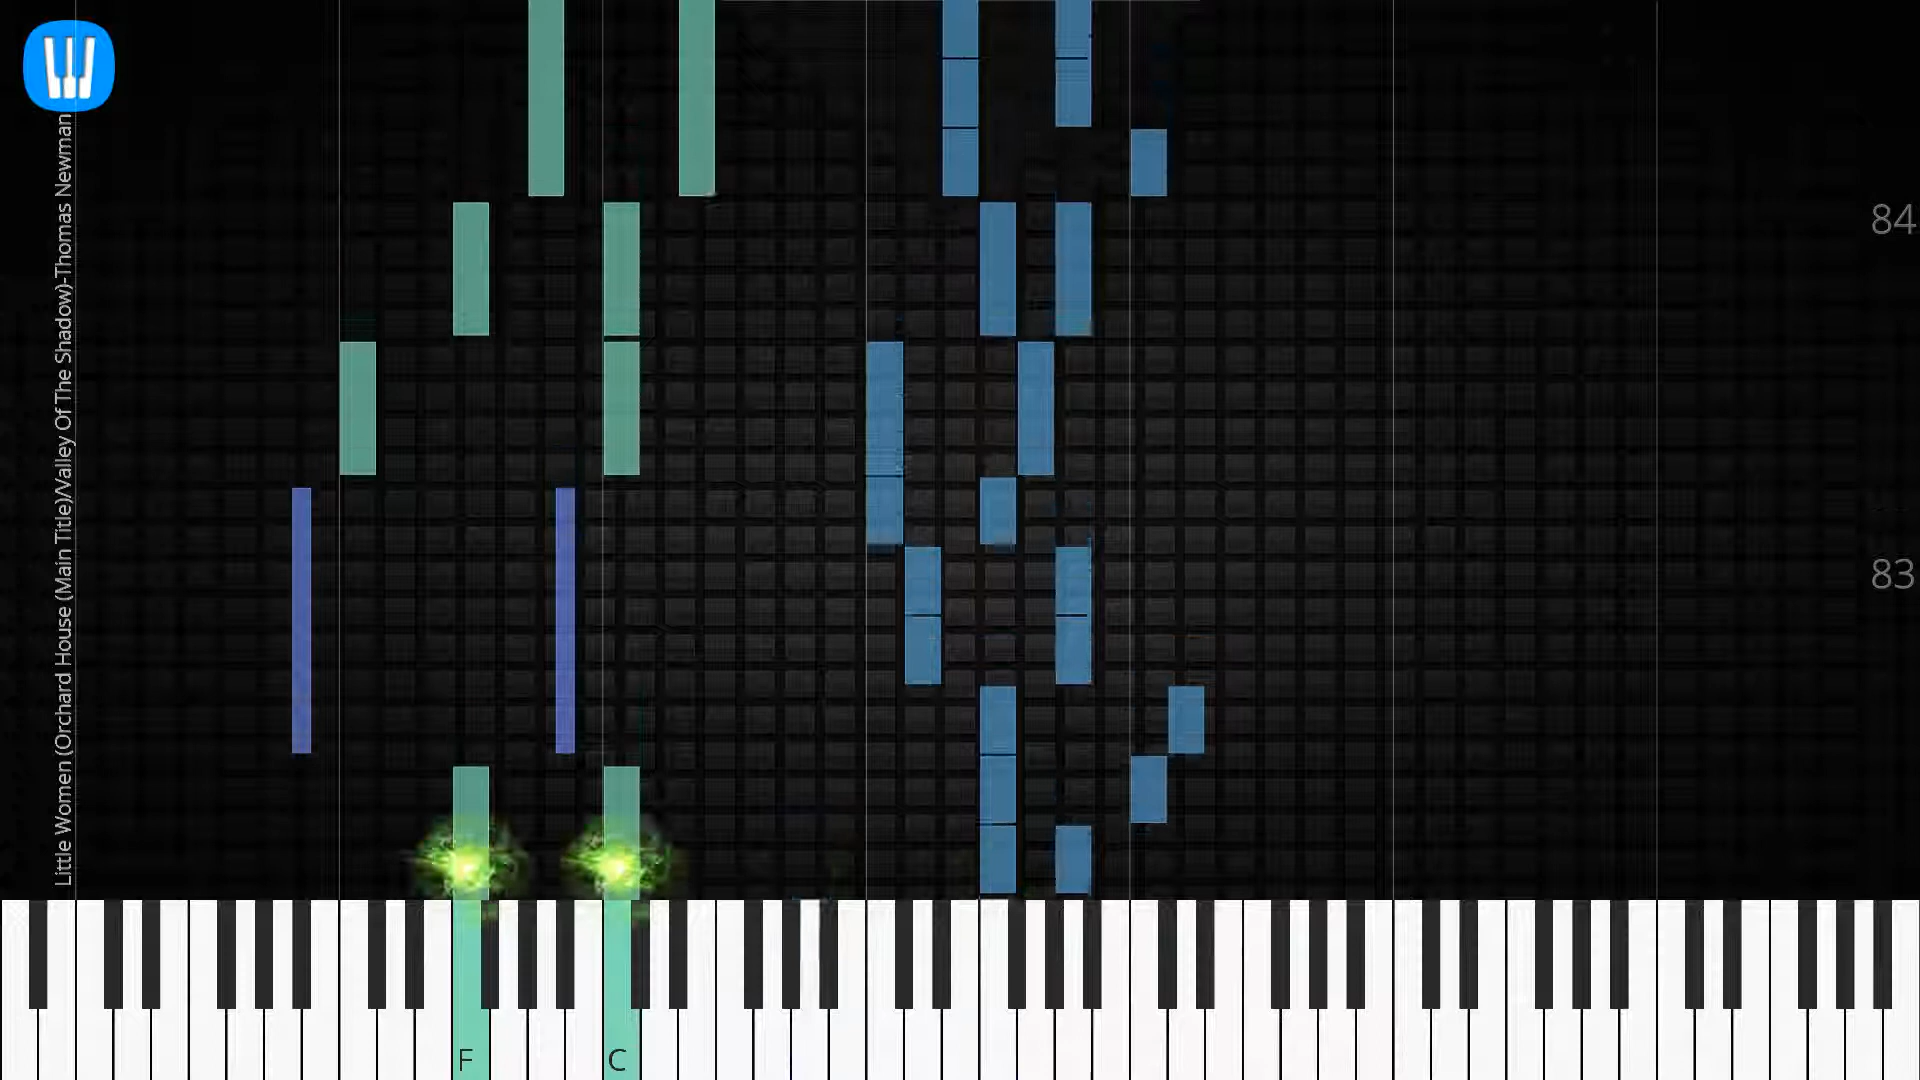 Little Women (Orchard House (Main Title)/Valley Of The Shadow)-Thomas Newman
84
83
F
C